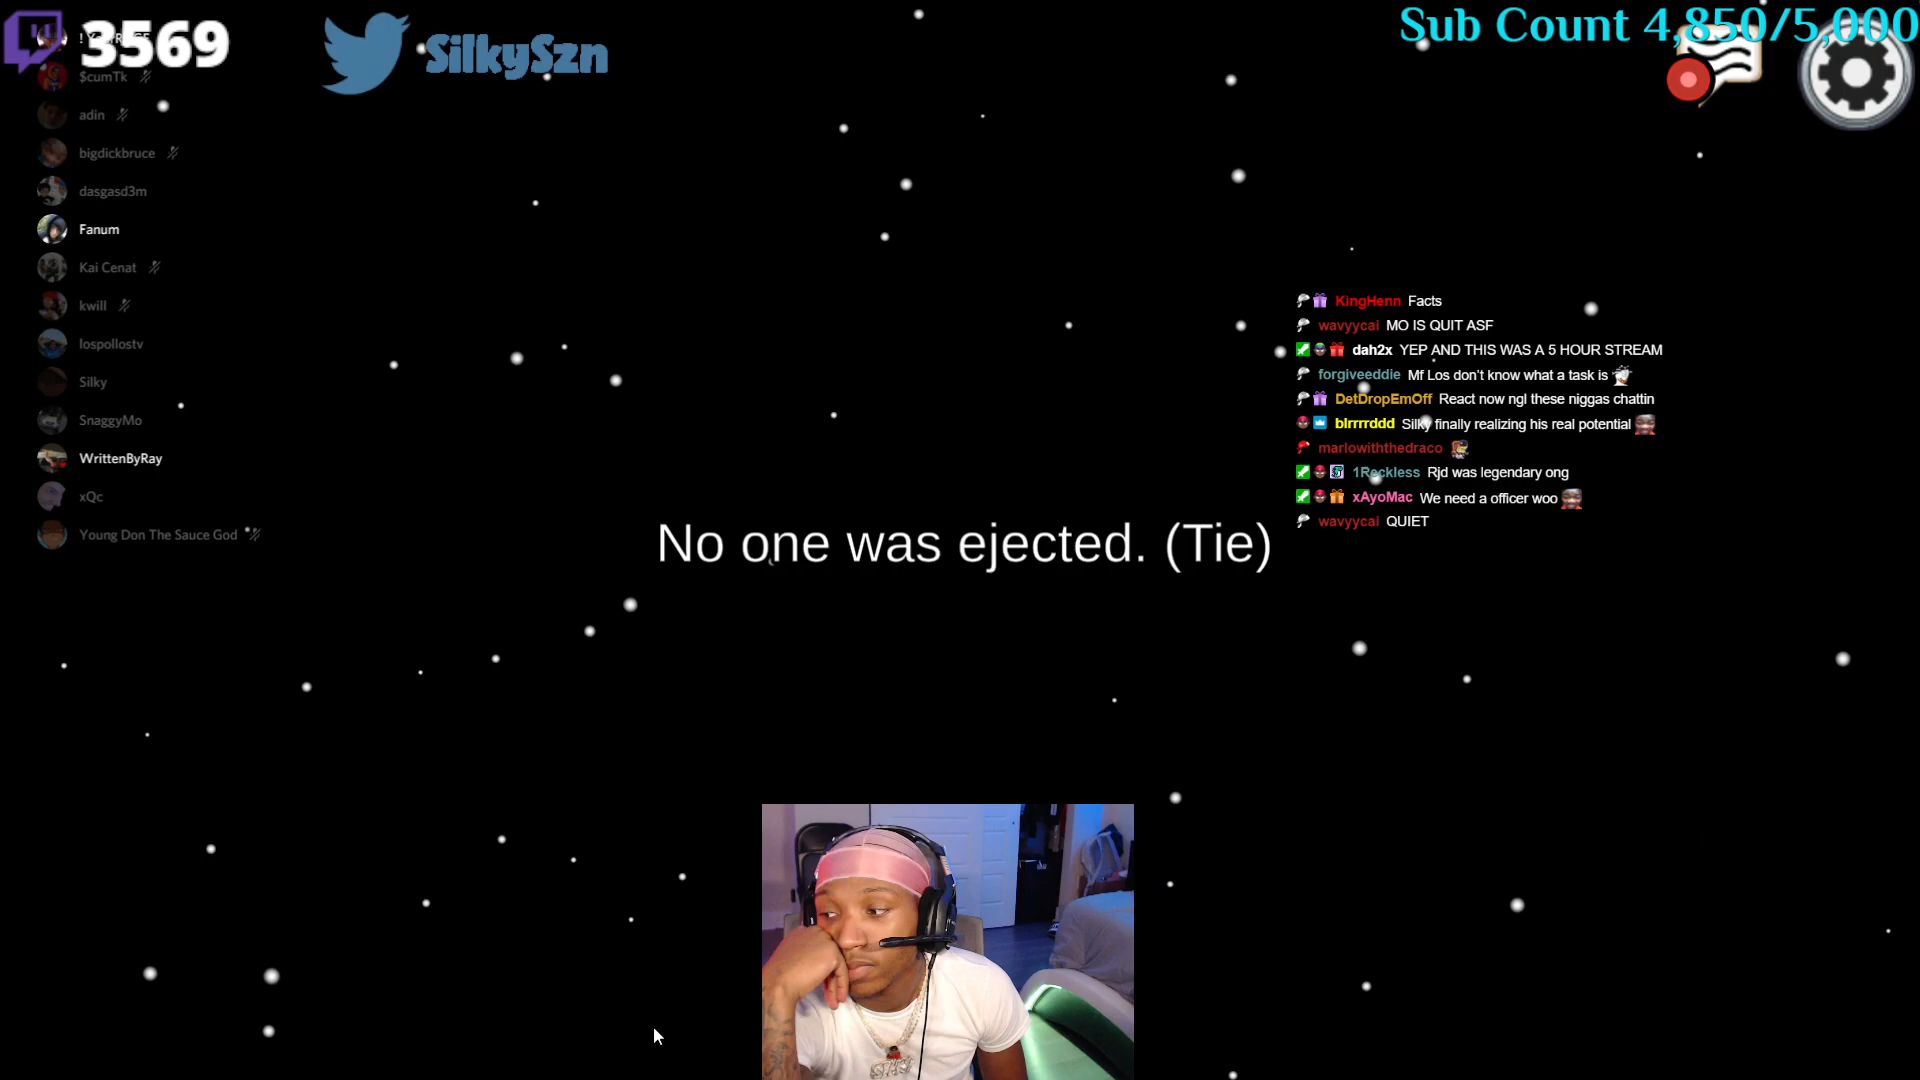 3569
SilkySzn
Sub Count 4,850/5,000
$cumTk
adin
bigdickbruce
dasgasd3m
Fanum
Kai Cenat
kwill
lospollostv
Silky
SnaggyMo
WrittenByRay
xQc
Young Don The Sauce God
KingHenn Facts
wavyycai MO IS QUIT ASF
dah2x YEP AND THIS WAS A 5 HOUR STREAM
forgiveeddie Mf Los don't know what a task is
DetDropEmOff React now ngl these niggas chattin
blrrrrddd Silky finally realizing his real potential
marlowiththedraco
1Reckless Rjd was legendary ong
xAyoMac We need a officer woo
wavyycai QUIET
No one was ejected. (Tie)